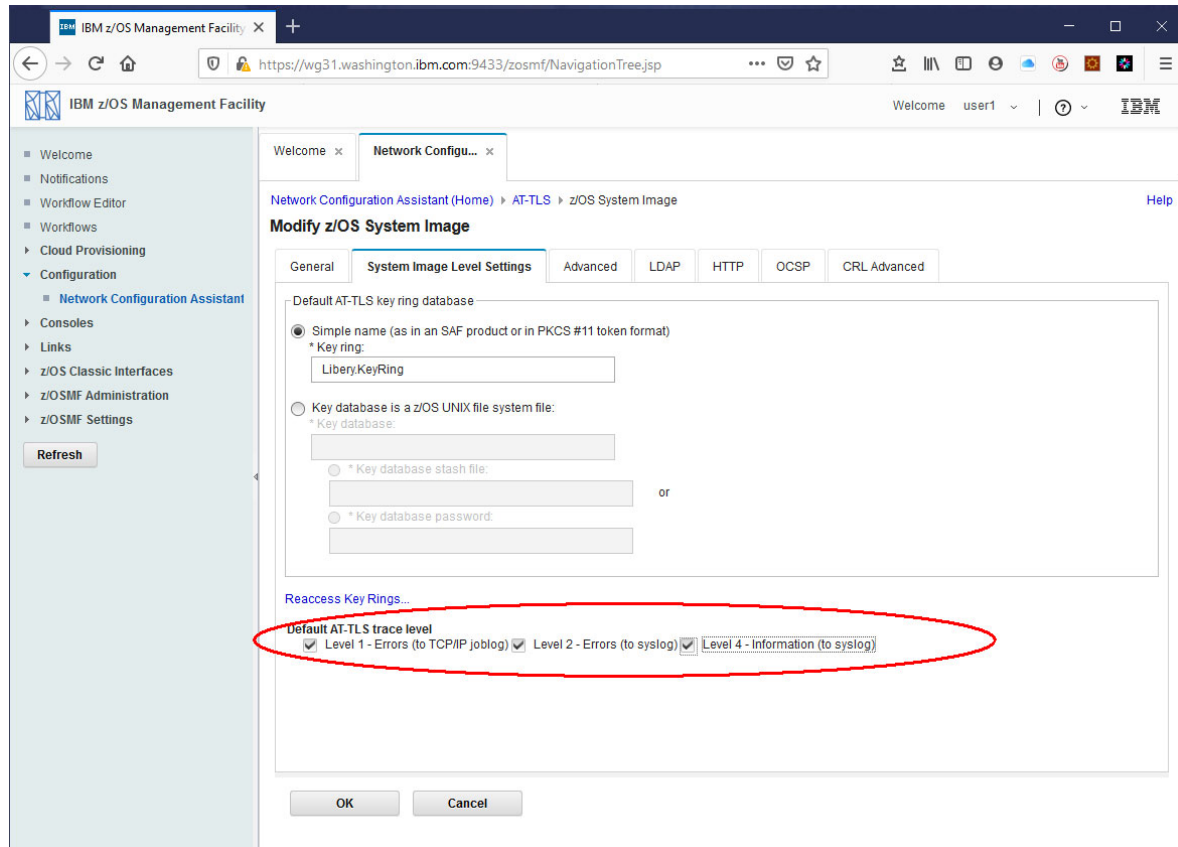 IBM IBM z/OS Management Facility
https://wg31.washington.ibm.com:9433/zosmf/NavigationTree.jsp
IBM z/OS Management Facility
Welcome user1
IBM
Welcome
Notifications
Workflow Editor
Workflows
Cloud Provisioning
Configuration
Network Configuration Assistant
Consoles
Links
z/OS Classic Interfaces
z/OSMF Administration
z/OSMF Settings
Refresh
Welcome × Network Configu... ×
Network Configuration Assistant (Home) ▸ AT-TLS ▸ z/OS System Image Help
Modify z/OS System Image
General System Image Level Settings Advanced LDAP HTTP OCSP CRL Advanced
Default AT-TLS key ring database
Simple name (as in an SAF product or in PKCS #11 token format)
* Key ring:
Libery.KeyRing
Key database is a z/OS UNIX file system file:
* Key database:
* Key database stash file:
or
* Key database password:
Reaccess Key Rings...
Default AT-TLS trace level
Level 1 - Errors (to TCP/IP joblog) Level 2 - Errors (to syslog) Level 4 - Information (to syslog)
OK Cancel